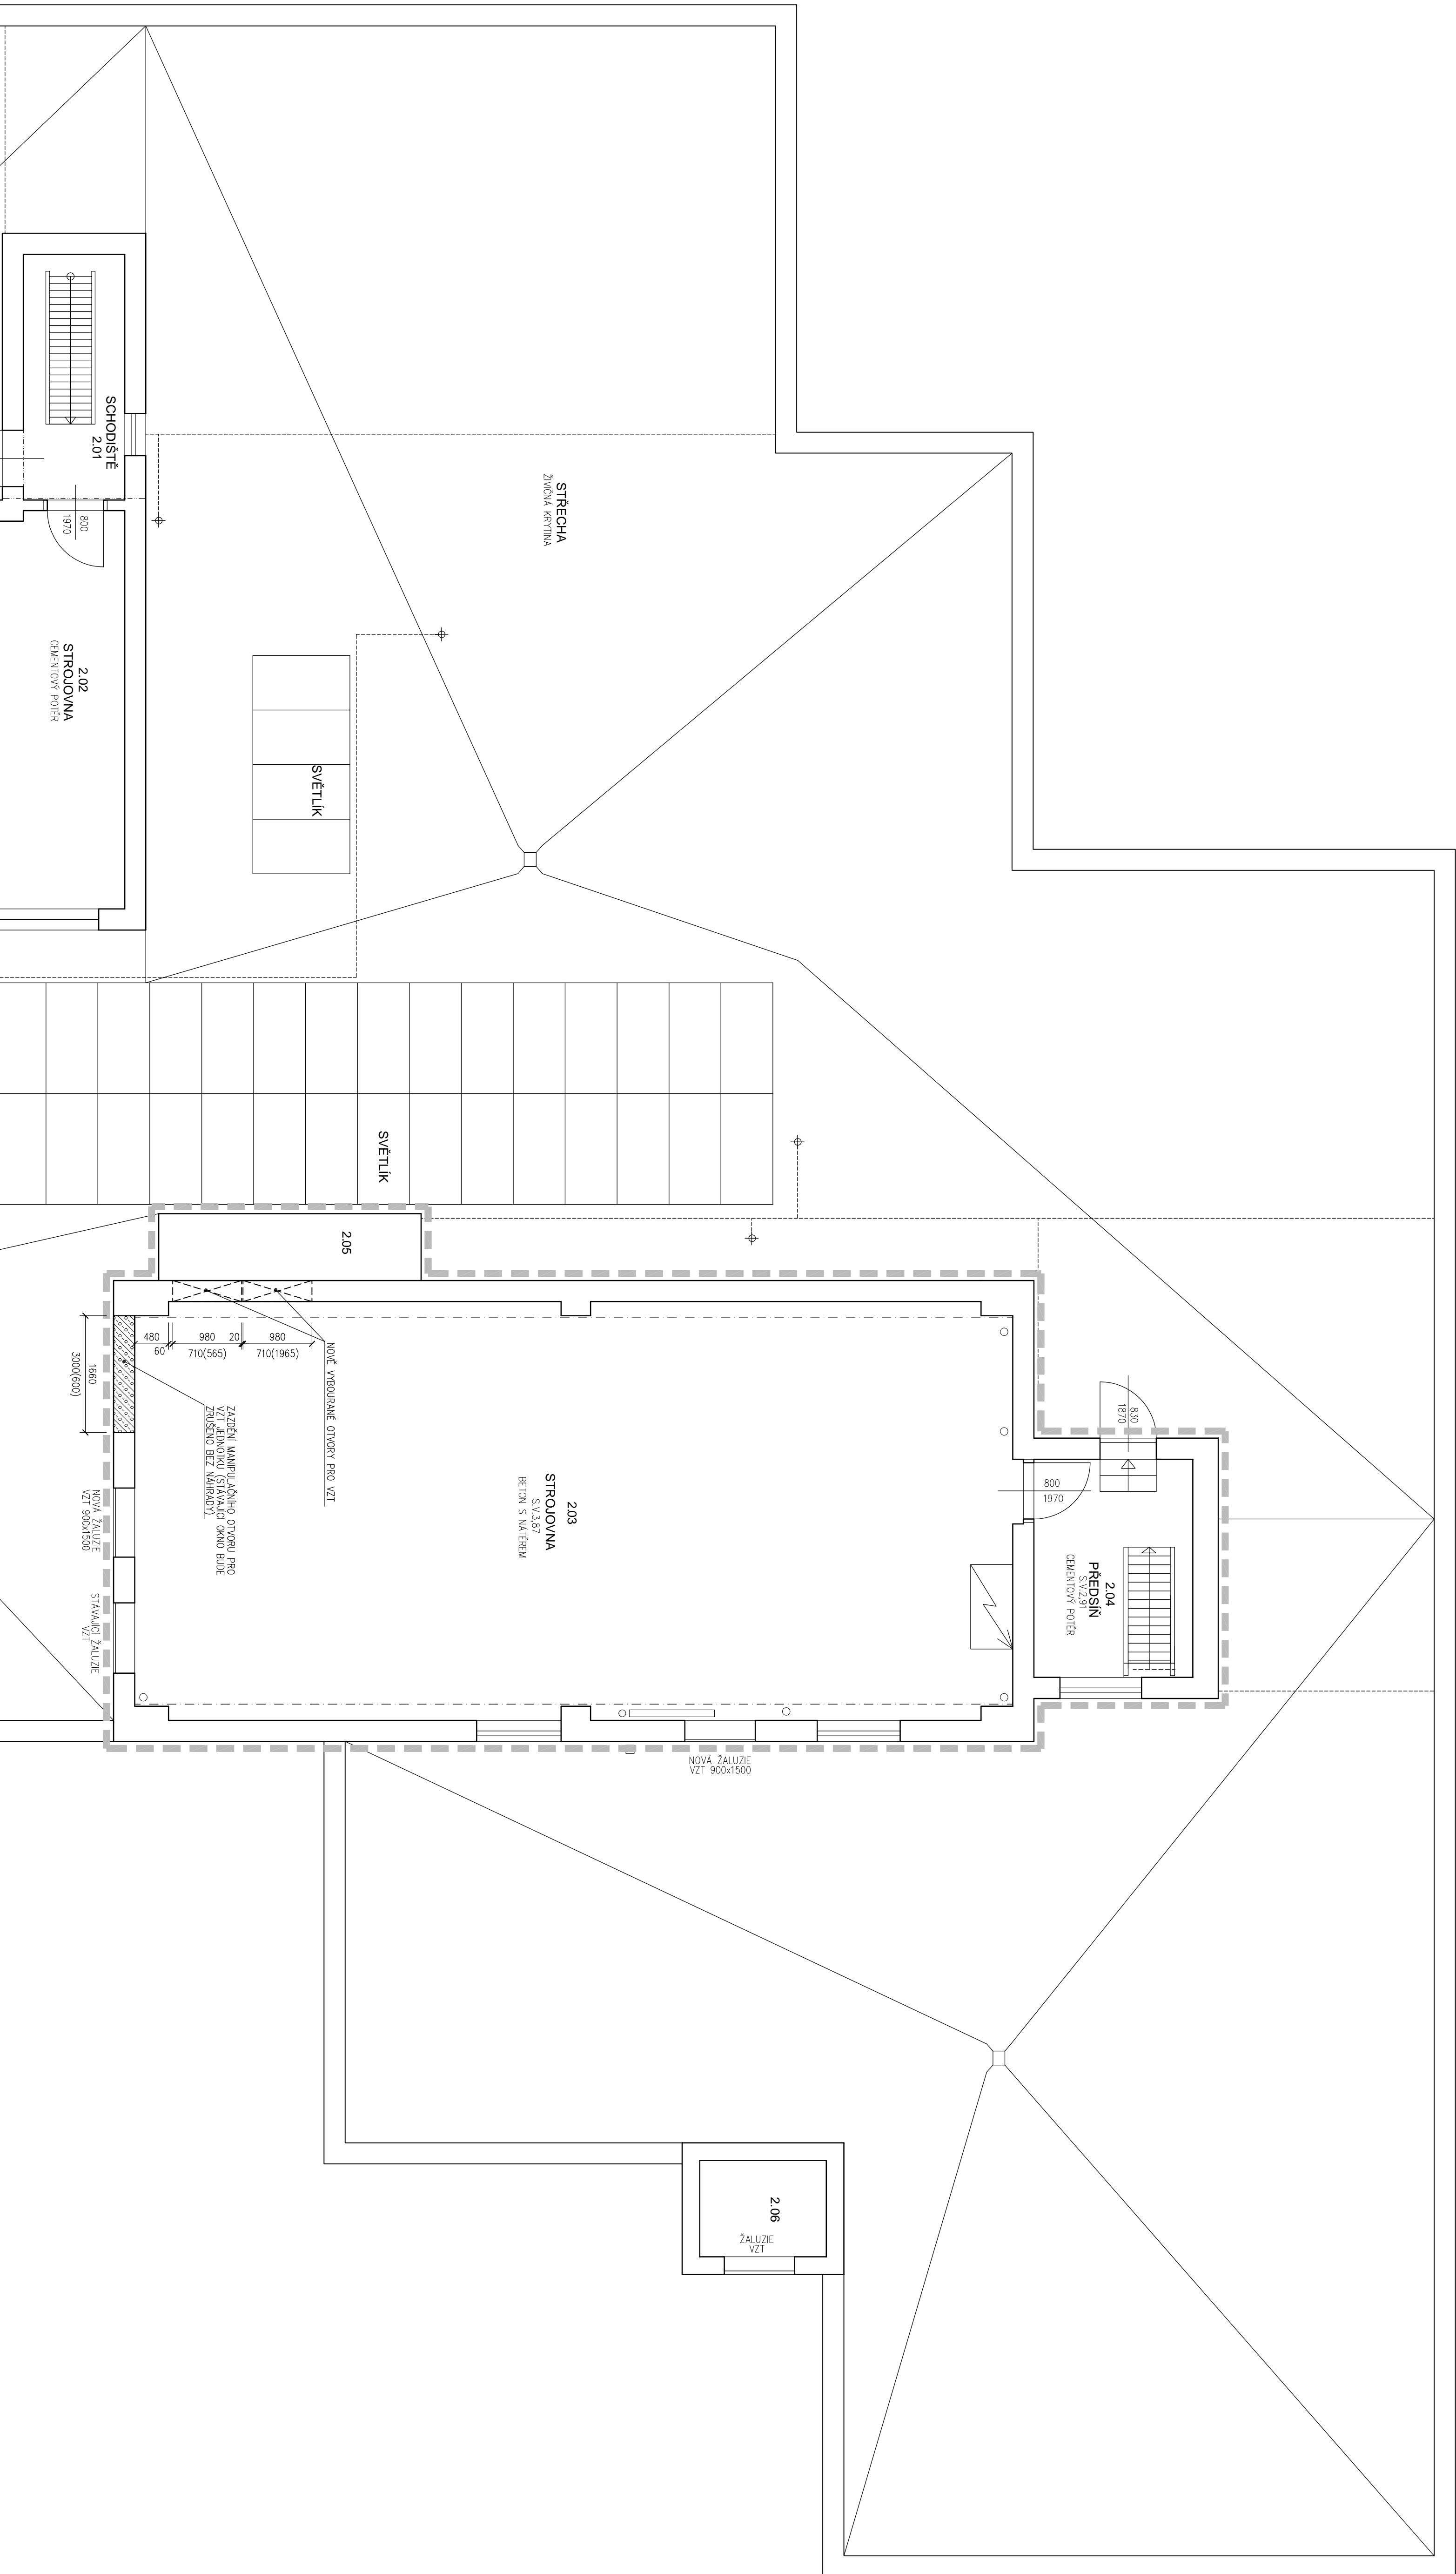 STŘECHA
ŽIVIČNÁ KRYTINA
SCHODIŠTĚ
2.01
800
1970
2.02
STROJOVNA
CEMENTOVÝ POTĚR
SVĚTLÍK
SVĚTLÍK
2.05
480
60
980
710(565)
20
980
710(1965)
1660
3000(600)
NOVĚ VYBOURANÉ OTVORY PRO VZT
ZAZDĚNÍ MANIPULAČNÍHO OTVORU PRO
VZT JEDNOTKU (STÁVAJÍCÍ OKNO BUDE
ZRUŠENO BEZ NÁHRADY)
830
1870
800
1970
2.03
STROJOVNA
S.V.3,87
BETON S NÁTĚREM
2.04
PŘEDSÍŇ
S.V.2,91
CEMENTOVÝ POTĚR
NOVÁ ŽALUZIE
VZT 900x1500
STÁVAJÍCÍ ŽALUZIE
VZT
NOVÁ ŽALUZIE
VZT 900x1500
2.06
ŽALUZIE
VZT